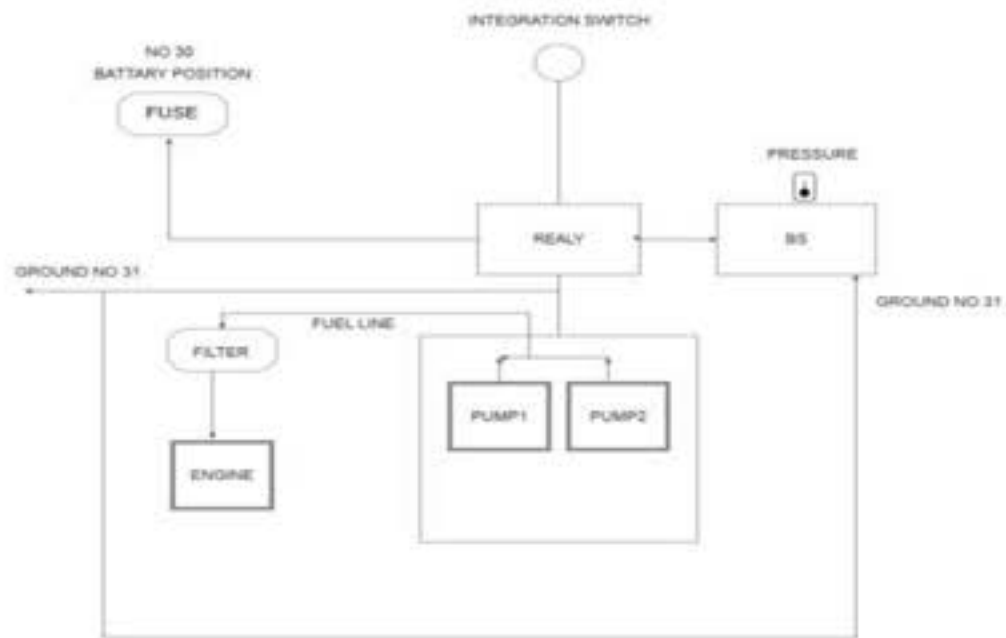 INTEGRATION SWITCH
NO 30
BATTARY POSITION
FUSE
PRESSURE
REALY
BS
GROUND NO 31
GROUND NO 31
FUEL LINE
FILTER
PUMP1
PUMP2
ENGINE